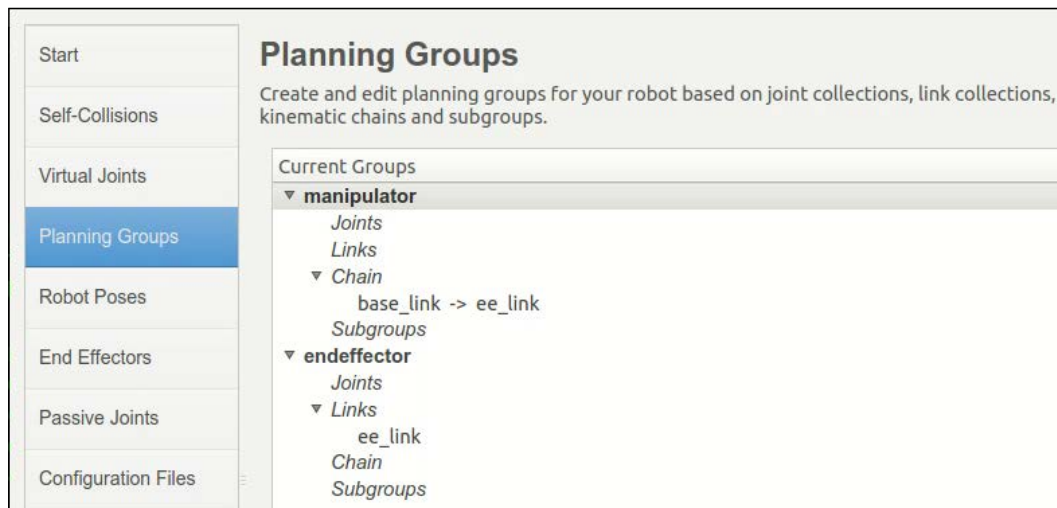 Start
Self-Collisions
Virtual Joints
Planning Groups
Robot Poses
End Effectors
Passive Joints
Configuration Files
Planning Groups
Create and edit planning groups for your robot based on joint collections, link collections,
kinematic chains and subgroups.
Current Groups
manipulator
Joints
Links
Chain
base_link -> ee_link
Subgroups
endeffector
Joints
Links
ee_link
Chain
Subgroups